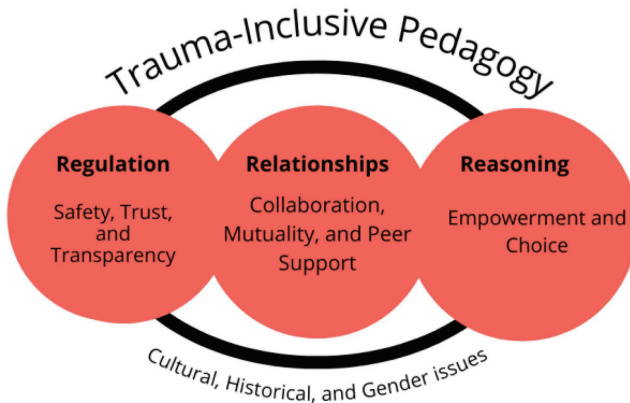 Trauma-Inclusive Pedagogy
Regulation
Safety, Trust,
and
Transparency
Relationships
Collaboration,
Mutuality, and Peer
Support
Reasoning
Empowerment and
Choice
Cultural, Historical, and Gender issues